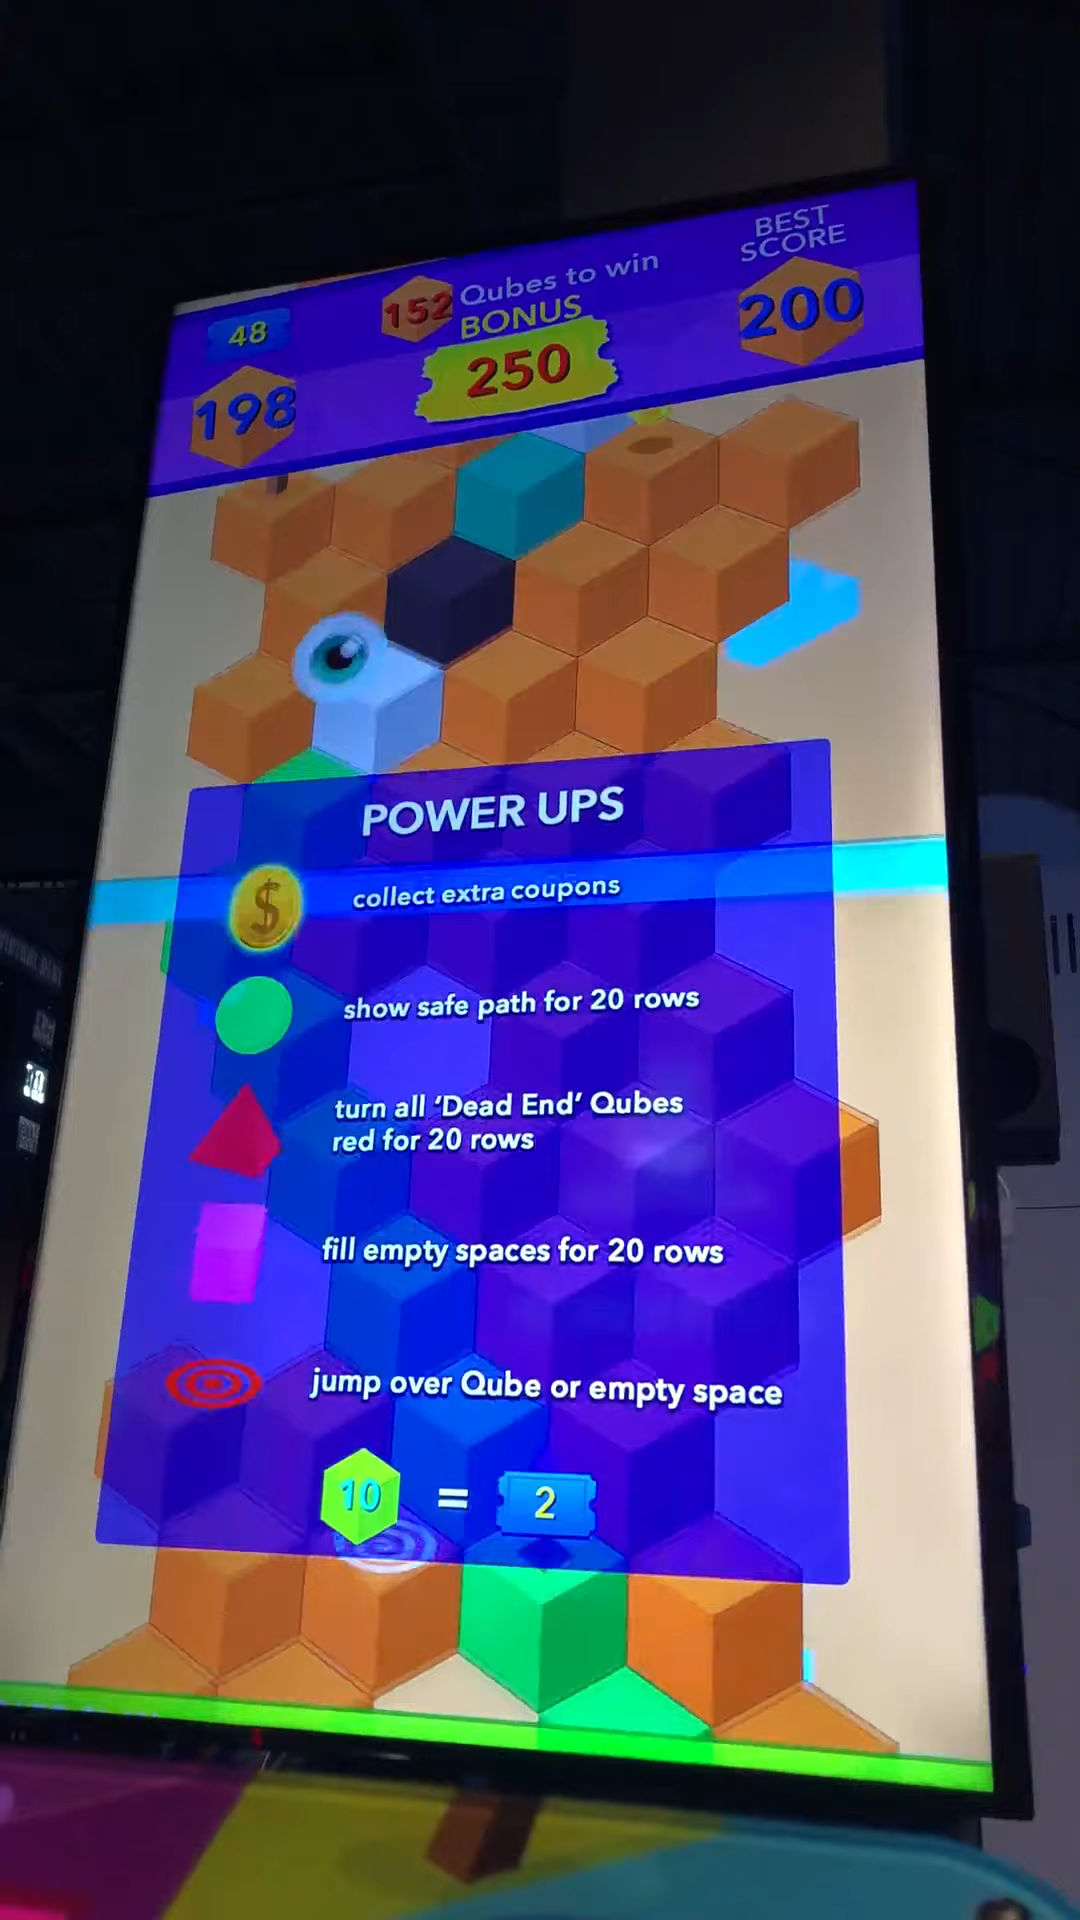 BEST
SCORE
200
152
Qubes to win
BONUS
250
48
198
POWER UPS
$ collect extra coupons
show safe path for 20 rows
turn all ‘Dead End’ Qubes
red for 20 rows
fill empty spaces for 20 rows
jump over Qube or empty space
10 = 2